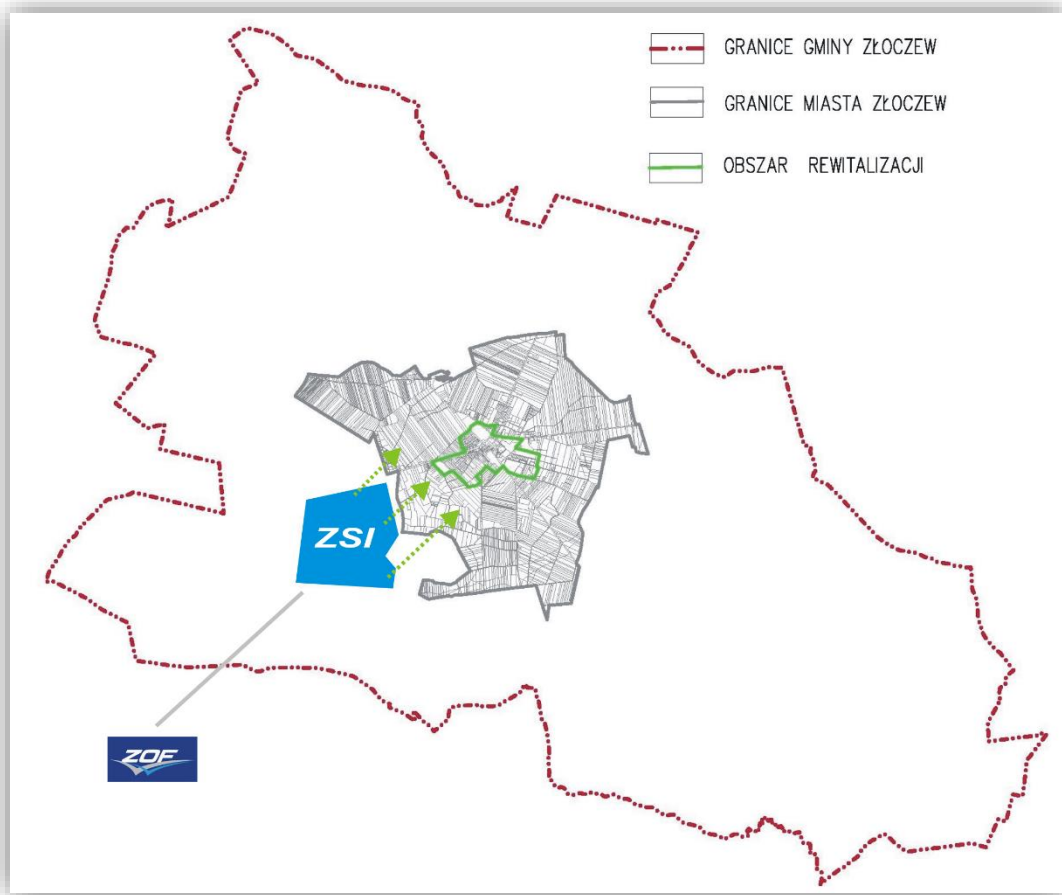 GRANICE GMINY ZŁOCZEW
GRANICE MIASTA ZŁOCZEW
OBSZAR REWITALIZACJI
ZSI
ZOF